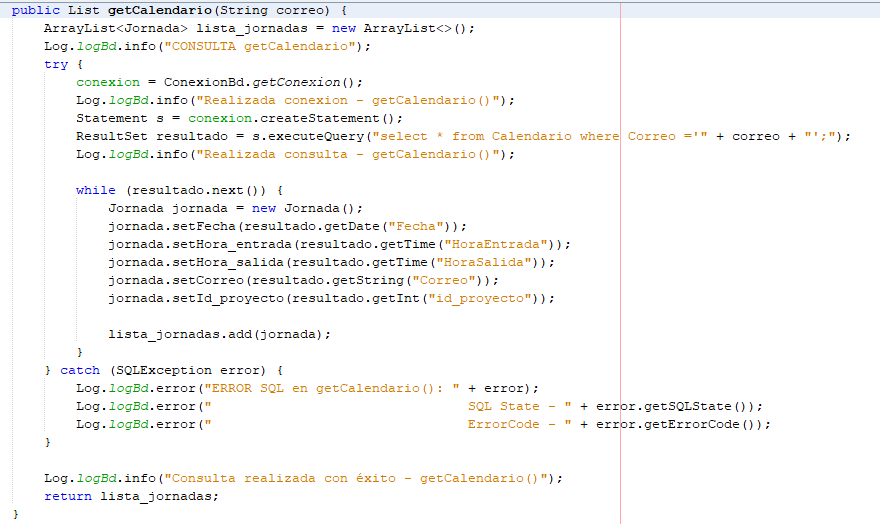 public List getCalendario(String correo) {
    ArrayList<Jornada> lista_jornadas = new ArrayList<>();
    Log.logBd.info("CONSULTA getCalendario");
    try {
        conexion = ConexionBd.getConexion();
        Log.logBd.info("Realizada conexion - getCalendario()");
        Statement s = conexion.createStatement();
        ResultSet resultado = s.executeQuery("select * from Calendario where Correo ='" + correo + "';");
        Log.logBd.info("Realizada consulta - getCalendario()");

        while (resultado.next()) {
            Jornada jornada = new Jornada();
            jornada.setFecha(resultado.getDate("Fecha"));
            jornada.setHora_entrada(resultado.getTime("HoraEntrada"));
            jornada.setHora_salida(resultado.getTime("HoraSalida"));
            jornada.setCorreo(resultado.getString("Correo"));
            jornada.setId_proyecto(resultado.getInt("id_proyecto"));

            lista_jornadas.add(jornada);
        }
    } catch (SQLException error) {
        Log.logBd.error("ERROR SQL en getCalendario(): " + error);
        Log.logBd.error("                                SQL State - " + error.getSQLState());
        Log.logBd.error("                                ErrorCode - " + error.getErrorCode());
    }

    Log.logBd.info("Consulta realizada con éxito - getCalendario()");
    return lista_jornadas;
}